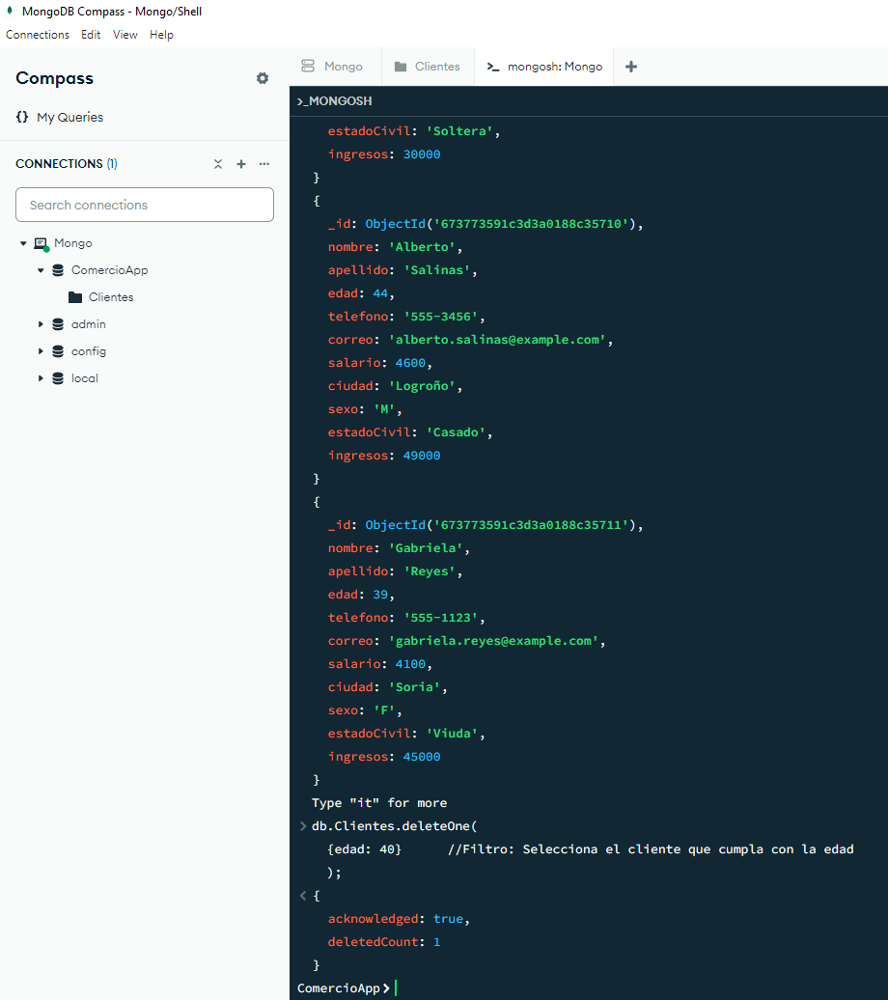 MongoDB Compass - Mongo/Shell
Connections Edit View Help
Compass
{} My Queries
CONNECTIONS (1)
Search connections
Mongo
ComercioApp
Clientes
admin
config
local
Mongo Clientes >_ mongosh: Mongo
>_MONGOSH
estadoCivil: 'Soltera',
ingresos: 30000
}
{
_id: ObjectId('673773591c3d3a0188c35710'),
nombre: 'Alberto',
apellido: 'Salinas',
edad: 44,
telefono: '555-3456',
correo: 'alberto.salinas@example.com',
salario: 4600,
ciudad: 'Logroño',
sexo: 'M',
estadoCivil: 'Casado',
ingresos: 49000
}
{
_id: ObjectId('673773591c3d3a0188c35711'),
nombre: 'Gabriela',
apellido: 'Reyes',
edad: 39,
telefono: '555-1123',
correo: 'gabriela.reyes@example.com',
salario: 4100,
ciudad: 'Soria',
sexo: 'F',
estadoCivil: 'Viuda',
ingresos: 45000
}
Type "it" for more
> db.Clientes.deleteOne(
{edad: 40} //Filtro: Selecciona el cliente que cumpla con la edad
);
< {
acknowledged: true,
deletedCount: 1
}
ComercioApp>